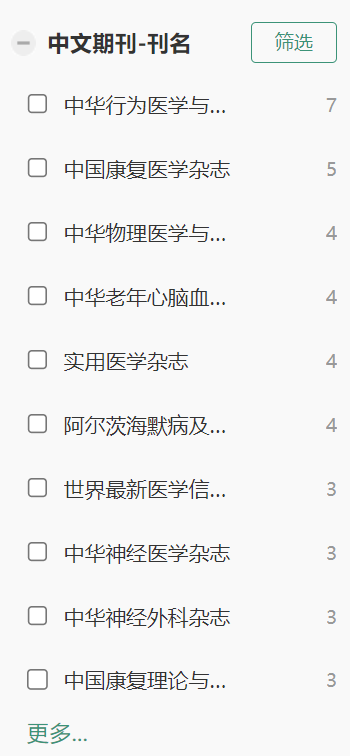 中文期刊-刊名 筛选
中华行为医学与... 7
中国康复医学杂志 5
中华物理医学与... 4
中华老年心脑血... 4
实用医学杂志 4
阿尔茨海默病及... 4
世界最新医学信... 3
中华神经医学杂志 3
中华神经外科杂志 3
中国康复理论与... 3
更多...